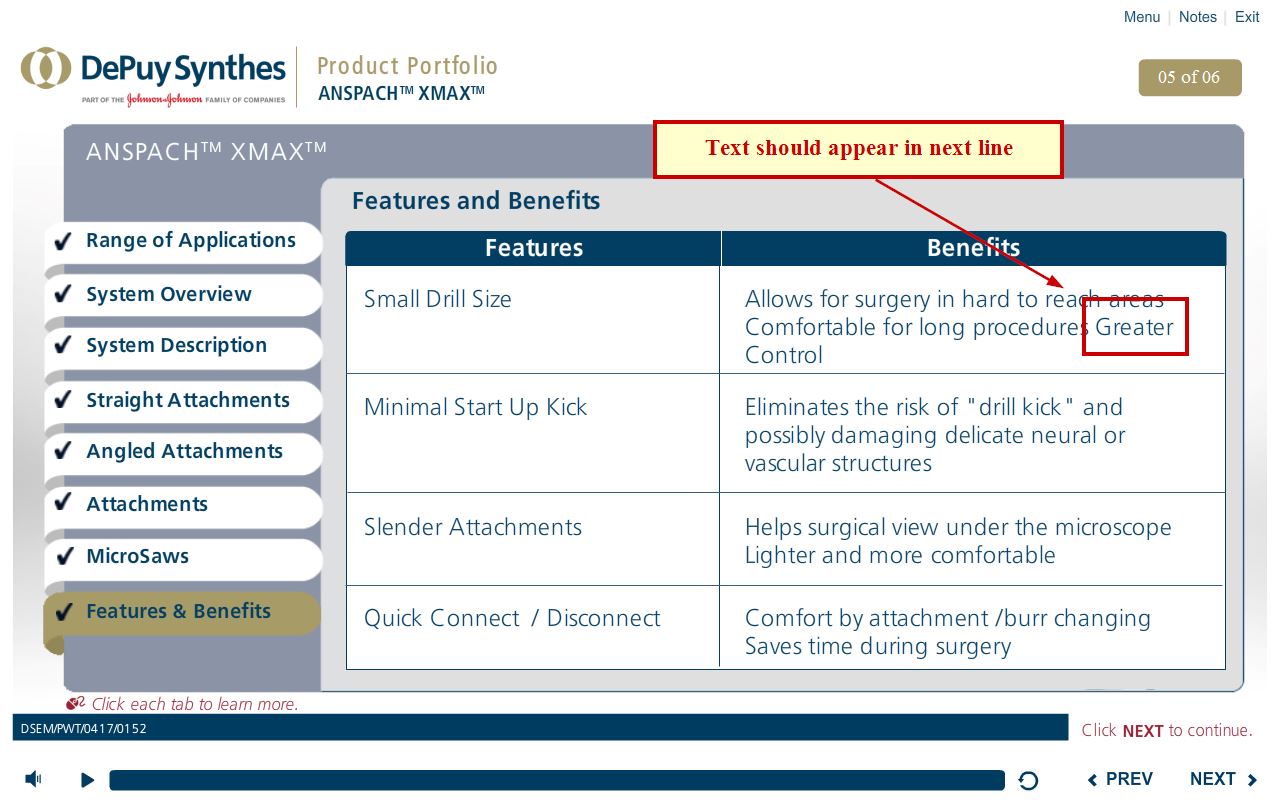 Menu | Notes | Exit
DePuy Synthes
PART OF THE Johnson & Johnson FAMILY OF COMPANIES
Product Portfolio
ANSPACH™ XMAX™
05 of 06
ANSPACH™ XMAX™
Text should appear in next line
Range of Applications
System Overview
System Description
Straight Attachments
Angled Attachments
Attachments
MicroSaws
Features & Benefits
Features and Benefits
Features Benefits
Small Drill Size
Allows for surgery in hard to reach areas
Comfortable for long procedures Greater
Control
Minimal Start Up Kick
Eliminates the risk of "drill kick" and
possibly damaging delicate neural or
vascular structures
Slender Attachments
Helps surgical view under the microscope
Lighter and more comfortable
Quick Connect / Disconnect
Comfort by attachment /burr changing
Saves time during surgery
Click each tab to learn more.
DSEM/PWT/0417/0152
Click NEXT to continue.
PREV NEXT